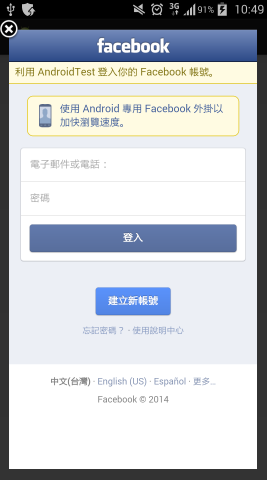 3G 91% 10:49
facebook
利用 AndroidTest 登入你的 Facebook 帳號。
使用 Android 專用 Facebook 外掛以
加快瀏覽速度。
電子郵件或電話：
密碼
登入
建立新帳號
忘記密碼？ · 使用說明中心
中文(台灣) · English (US) · Español · 更多…
Facebook © 2014